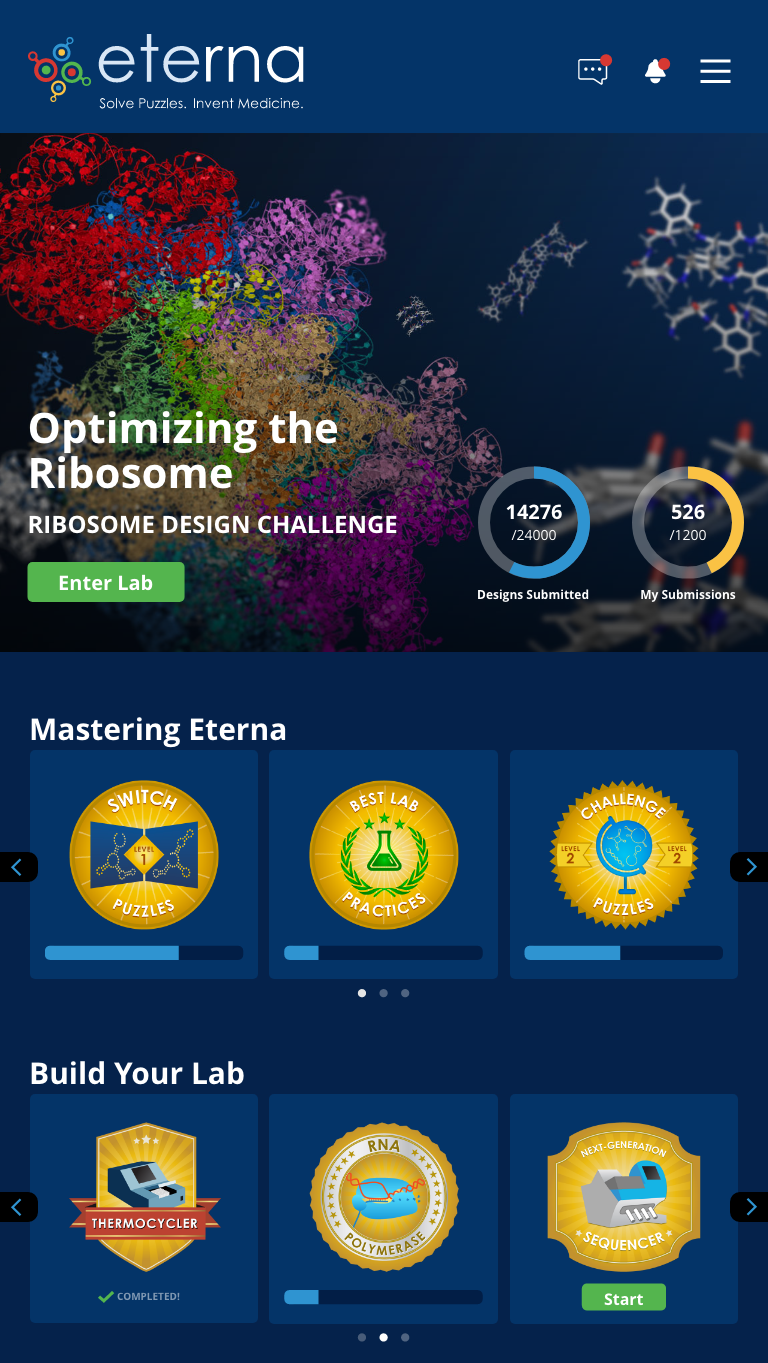 eterna
Solve Puzzles. Invent Medicine.
Optimizing the
Ribosome
RIBOSOME DESIGN CHALLENGE
Enter Lab
14276
/24000
Designs Submitted
526
/1200
My Submissions
Mastering Eterna
SWITCH
LEVEL
1
PUZZLES
BEST LAB
PRACTICES
CHALLENGE
LEVEL
2
LEVEL
2
PUZZLES
Build Your Lab
THERMOCYCLER
COMPLETED!
RNA
POLYMERASE
NEXT-GENERATION
SEQUENCER
Start